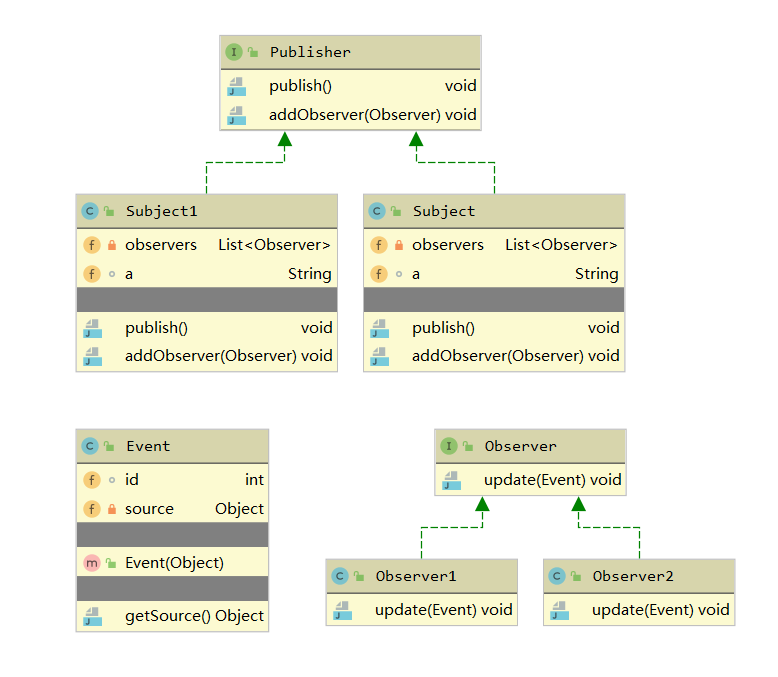 I Publisher
publish() void
addObserver(Observer) void
C Subject1
f observers List<Observer>
f a String
publish() void
addObserver(Observer) void
C Subject
f observers List<Observer>
f a String
publish() void
addObserver(Observer) void
C Event
f id int
f source Object
m Event(Object)
getSource() Object
I Observer
update(Event) void
C Observer1
update(Event) void
C Observer2
update(Event) void